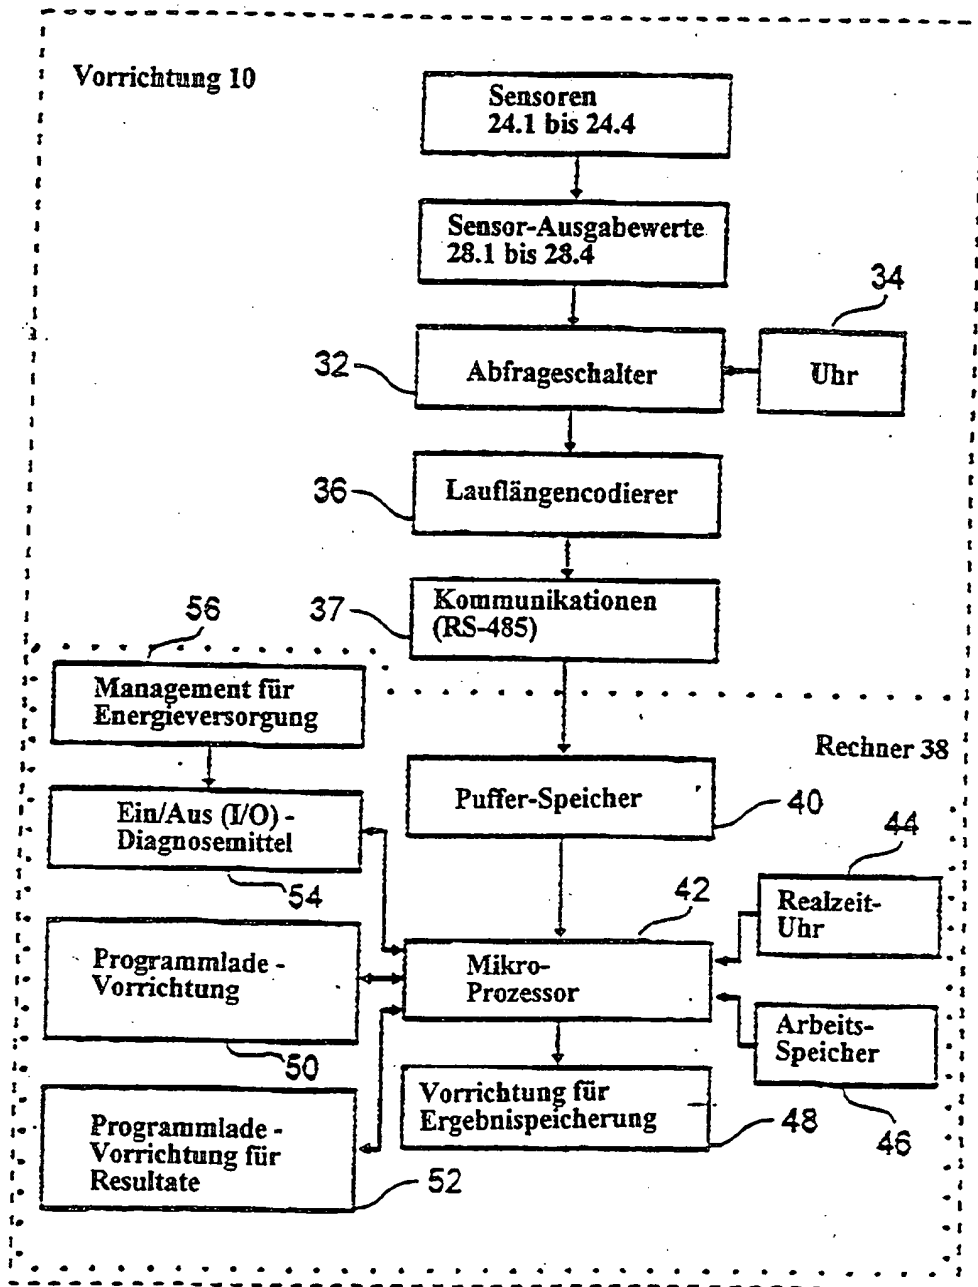 Vorrichtung 10
Sensoren
24.1 bis 24.4
Sensor-Ausgabewerte
28.1 bis 28.4
34
32
Abfrageschalter
Uhr
36
Lauflängencodierer
37
Kommunikationen
(RS-485)
56
Management für
Energieversorgung
Rechner 38
Ein/Aus (I/O) -
Diagnosemittel
54
Puffer-Speicher
40
44
Realzeit-
Uhr
42
Programmlade -
Vorrichtung
50
Mikro-
Prozessor
Arbeits-
Speicher
46
Programmlade -
Vorrichtung für
Resultate
52
Vorrichtung für
Ergebnispeicherung
48